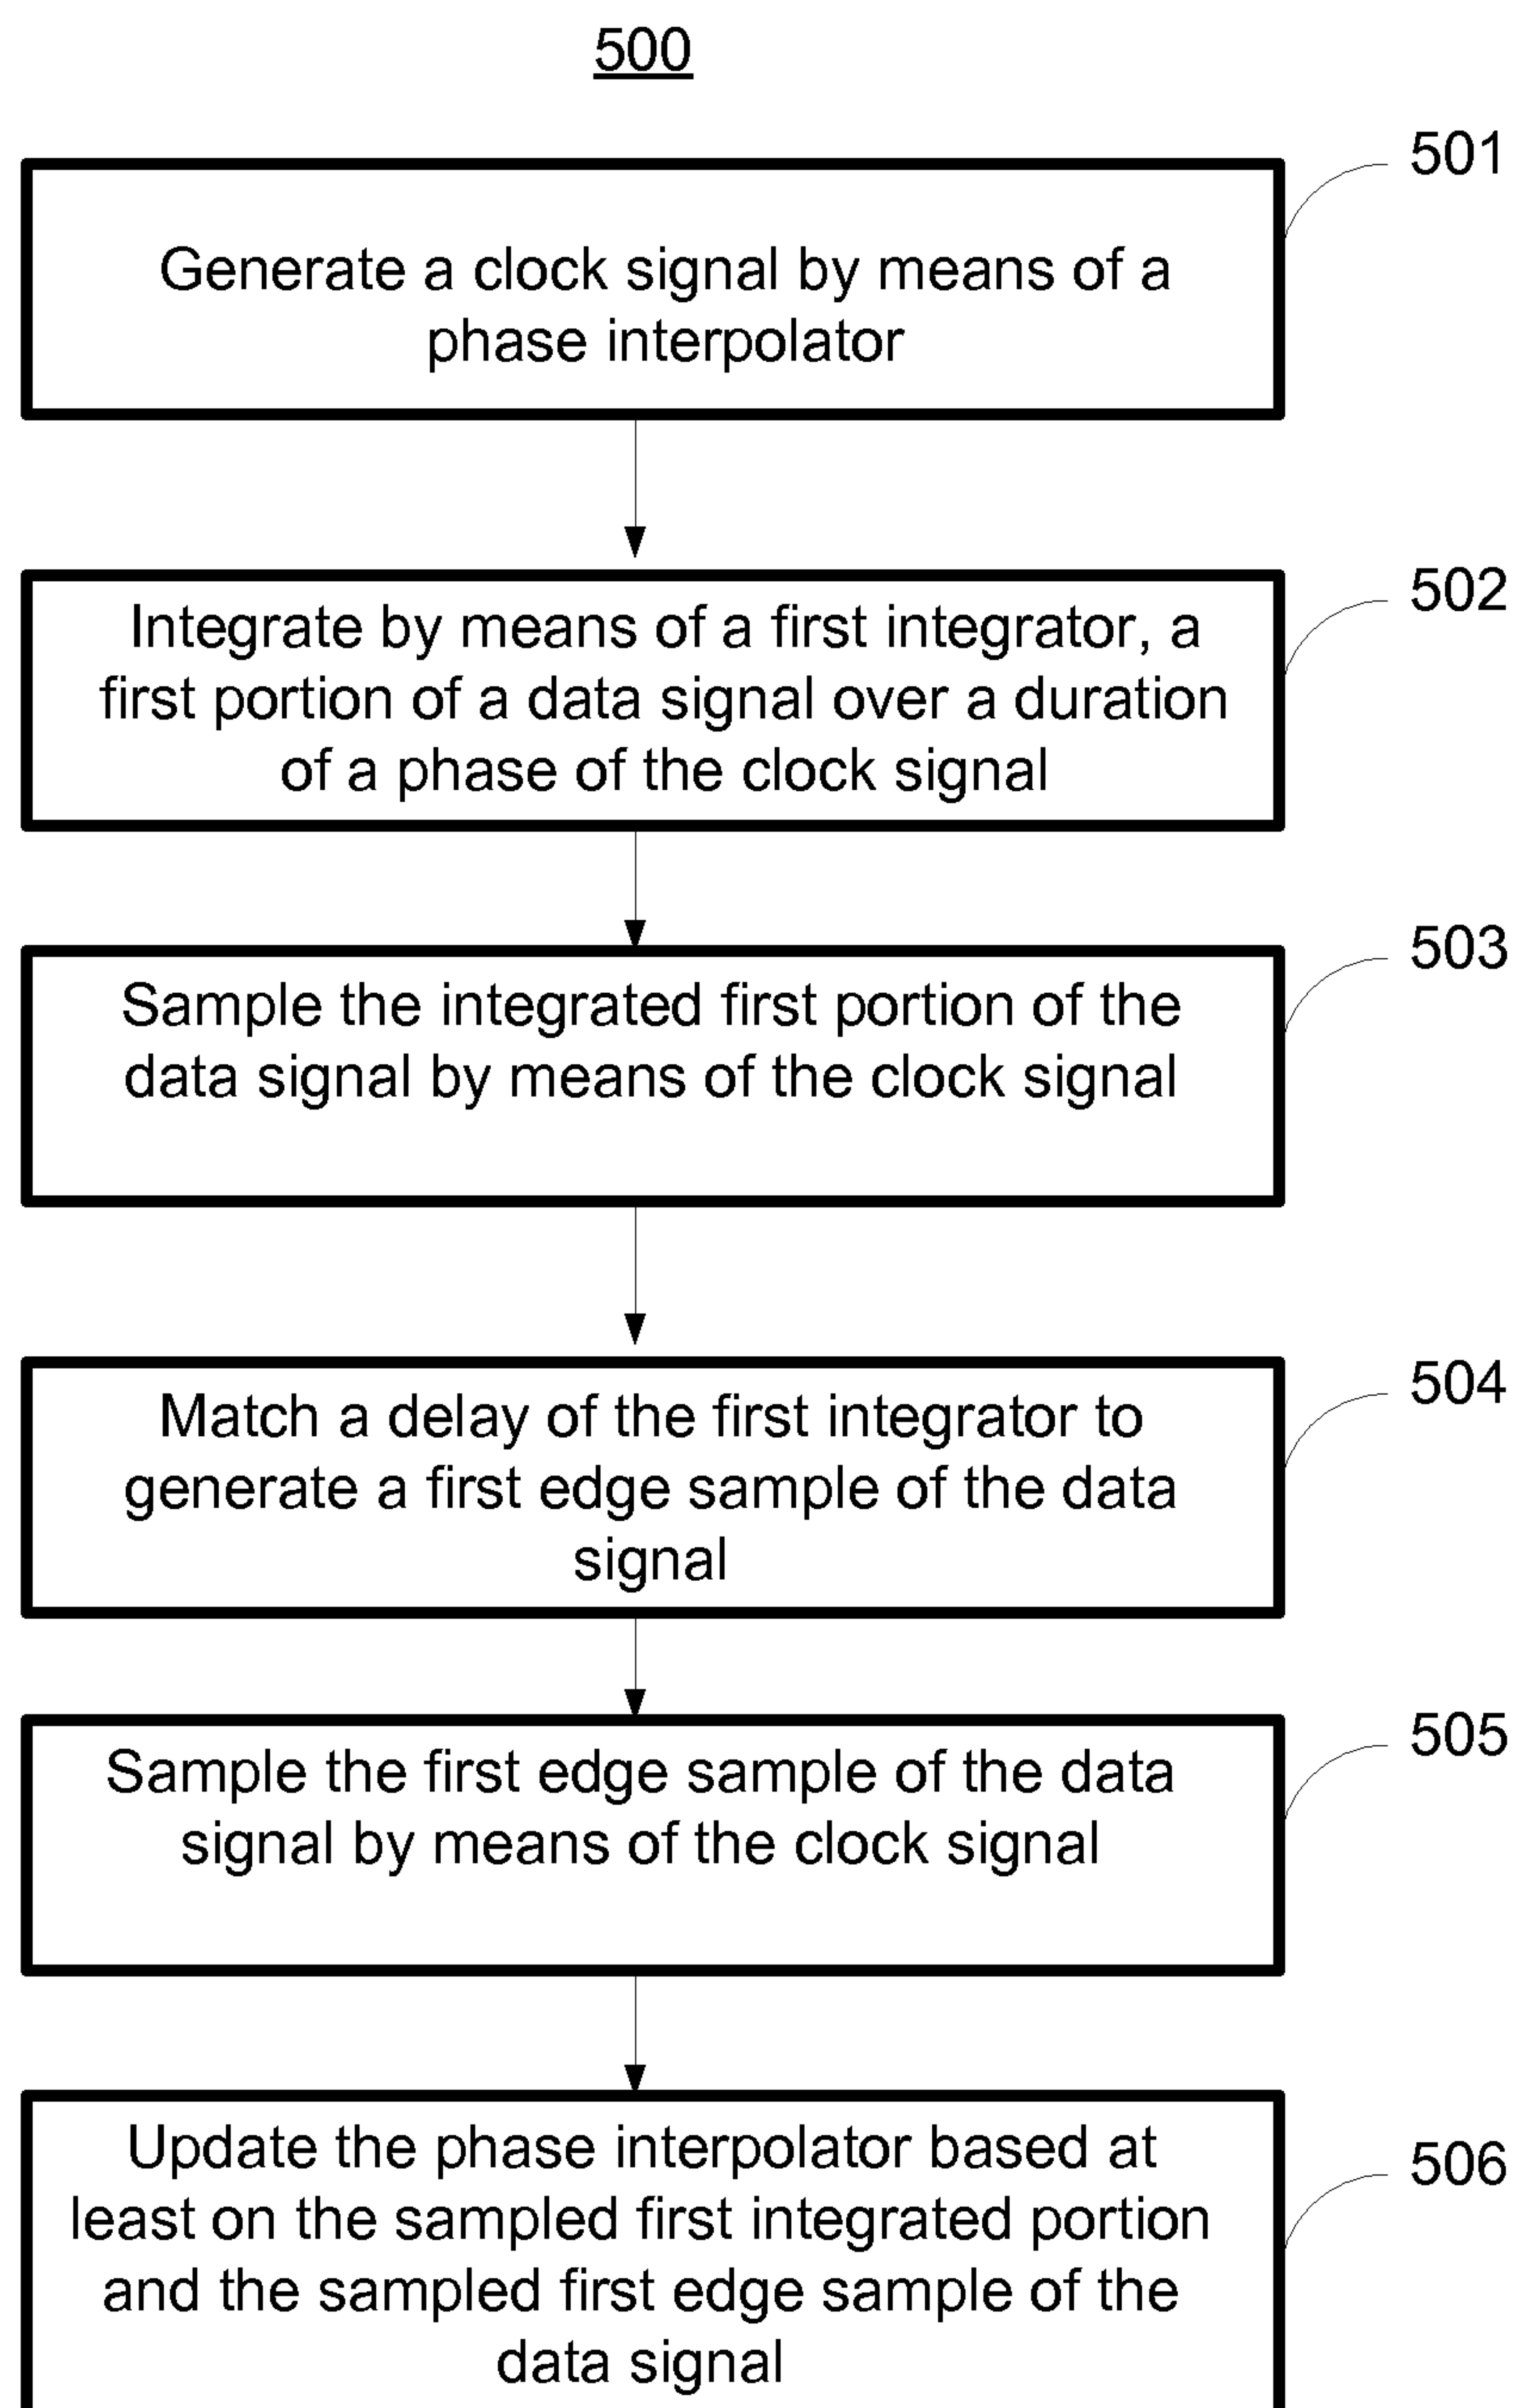 500
501
Generate a clock signal by means of a
phase interpolator
502
Integrate by means of a first integrator, a
first portion of a data signal over a duration
of a phase of the clock signal
503
Sample the integrated first portion of the
data signal by means of the clock signal
504
Match a delay of the first integrator to
generate a first edge sample of the data
signal
505
Sample the first edge sample of the data
signal by means of the clock signal
506
Update the phase interpolator based at
least on the sampled first integrated portion
and the sampled first edge sample of the
data signal